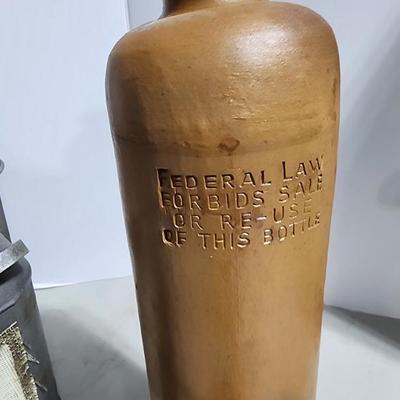 FEDERAL LAW
FORBIDS SALE
OR RE-USE
OF THIS BOTTLE